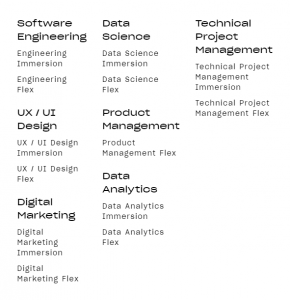 Software
Engineering
Engineering
Immersion
Engineering
Flex
UX / UI
Design
UX / UI Design
Immersion
UX / UI Design
Flex
Digital
Marketing
Digital
Marketing
Immersion
Digital
Marketing Flex
Data
Science
Data Science
Immersion
Data Science
Flex
Product
Management
Product
Management Flex
Data
Analytics
Data Analytics
Immersion
Data Analytics
Flex
Technical
Project
Management
Technical Project
Management
Immersion
Technical Project
Management Flex